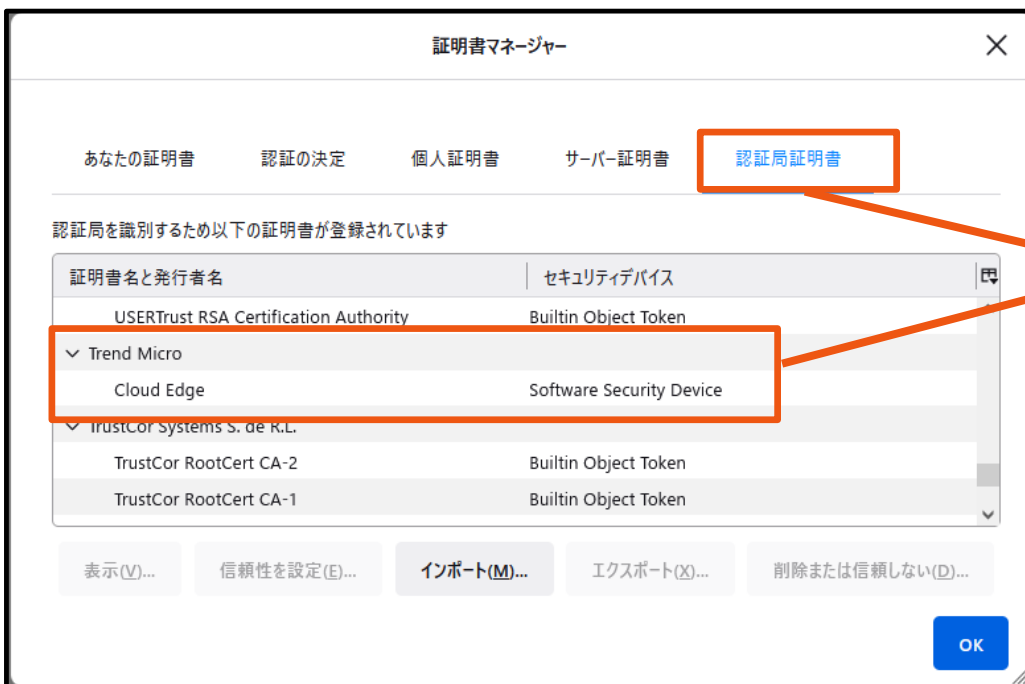 証明書マネージャー
あなたの証明書 認証の決定 個人証明書 サーバー証明書 認証局証明書
認証局を識別するため以下の証明書が登録されています
証明書名と発行者名 セキュリティデバイス
USERTrust RSA Certification Authority Builtin Object Token
Trend Micro
Cloud Edge Software Security Device
TrustCor Systems S. de R.L.
TrustCor RootCert CA-2 Builtin Object Token
TrustCor RootCert CA-1 Builtin Object Token
表示(V)... 信頼性を設定(E)... インポート(M)... エクスポート(X)... 削除または信頼しない(D)...
OK